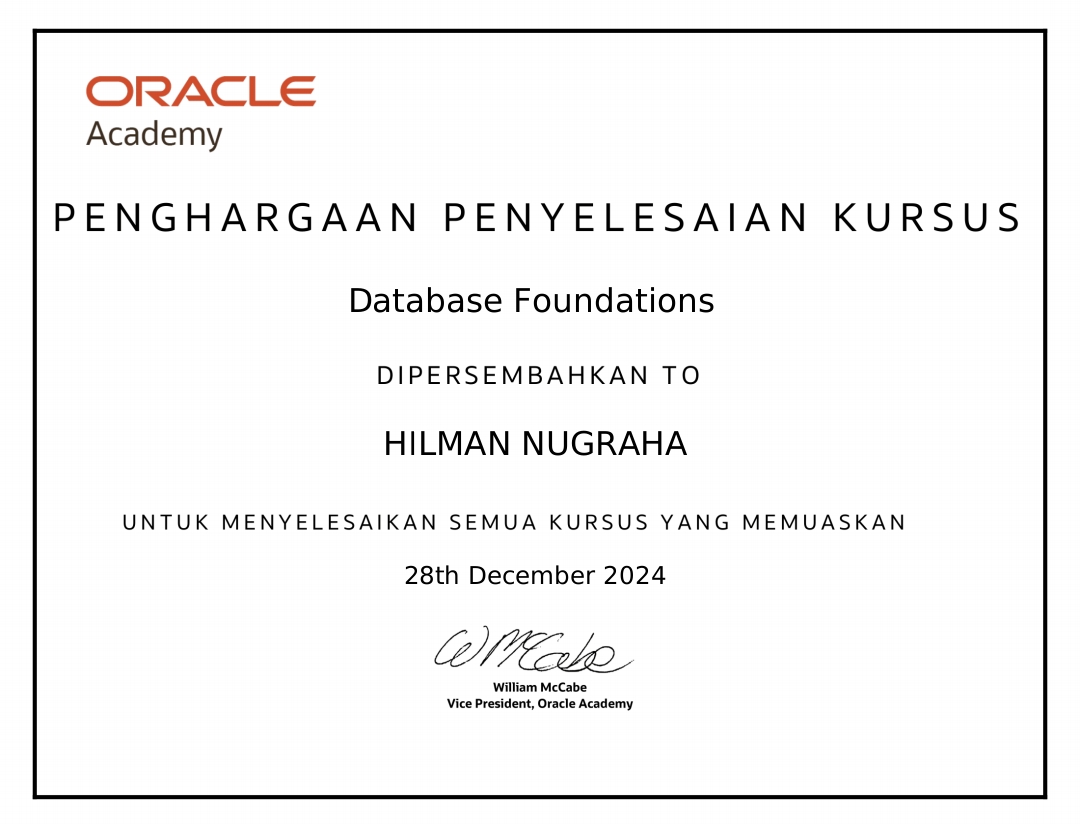 ORACLE
Academy
PENGHARGAAN PENYELESAIAN KURSUS
Database Foundations
DIPERSEMBAHKAN TO
HILMAN NUGRAHA
UNTUK MENYELESAIKAN SEMUA KURSUS YANG MEMUASKAN
28th December 2024
W McCabe
William McCabe
Vice President, Oracle Academy